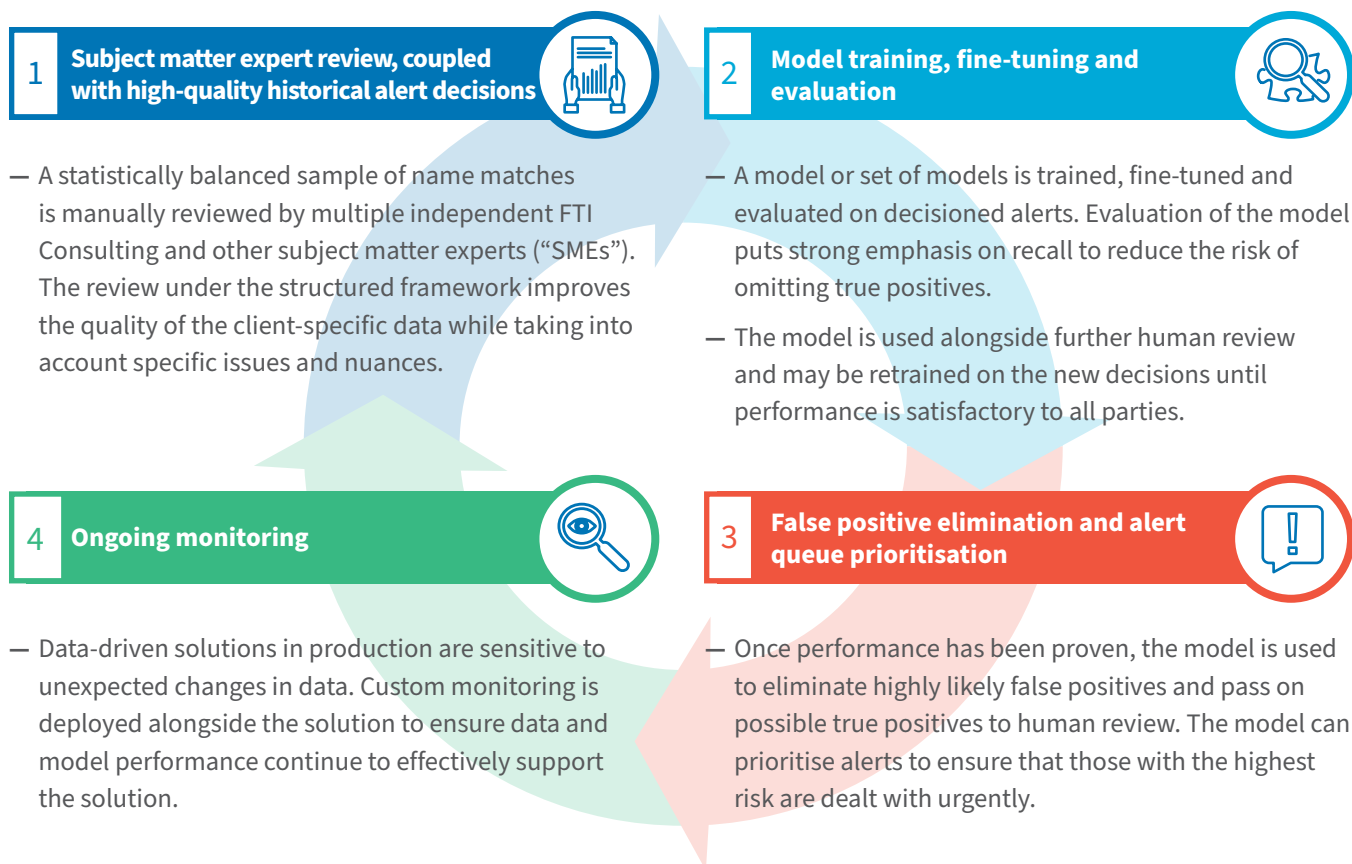 1
Subject matter expert review, coupled
with high-quality historical alert decisions
— A statistically balanced sample of name matches
is manually reviewed by multiple independent FTI
Consulting and other subject matter experts (“SMEs”).
The review under the structured framework improves
the quality of the client-specific data while taking into
account specific issues and nuances.
2
Model training, fine-tuning and
evaluation
— A model or set of models is trained, fine-tuned and
evaluated on decisioned alerts. Evaluation of the model
puts strong emphasis on recall to reduce the risk of
omitting true positives.
— The model is used alongside further human review
and may be retrained on the new decisions until
performance is satisfactory to all parties.
3
False positive elimination and alert
queue prioritisation
— Once performance has been proven, the model is used
to eliminate highly likely false positives and pass on
possible true positives to human review. The model can
prioritise alerts to ensure that those with the highest
risk are dealt with urgently.
4
Ongoing monitoring
— Data-driven solutions in production are sensitive to
unexpected changes in data. Custom monitoring is
deployed alongside the solution to ensure data and
model performance continue to effectively support
the solution.